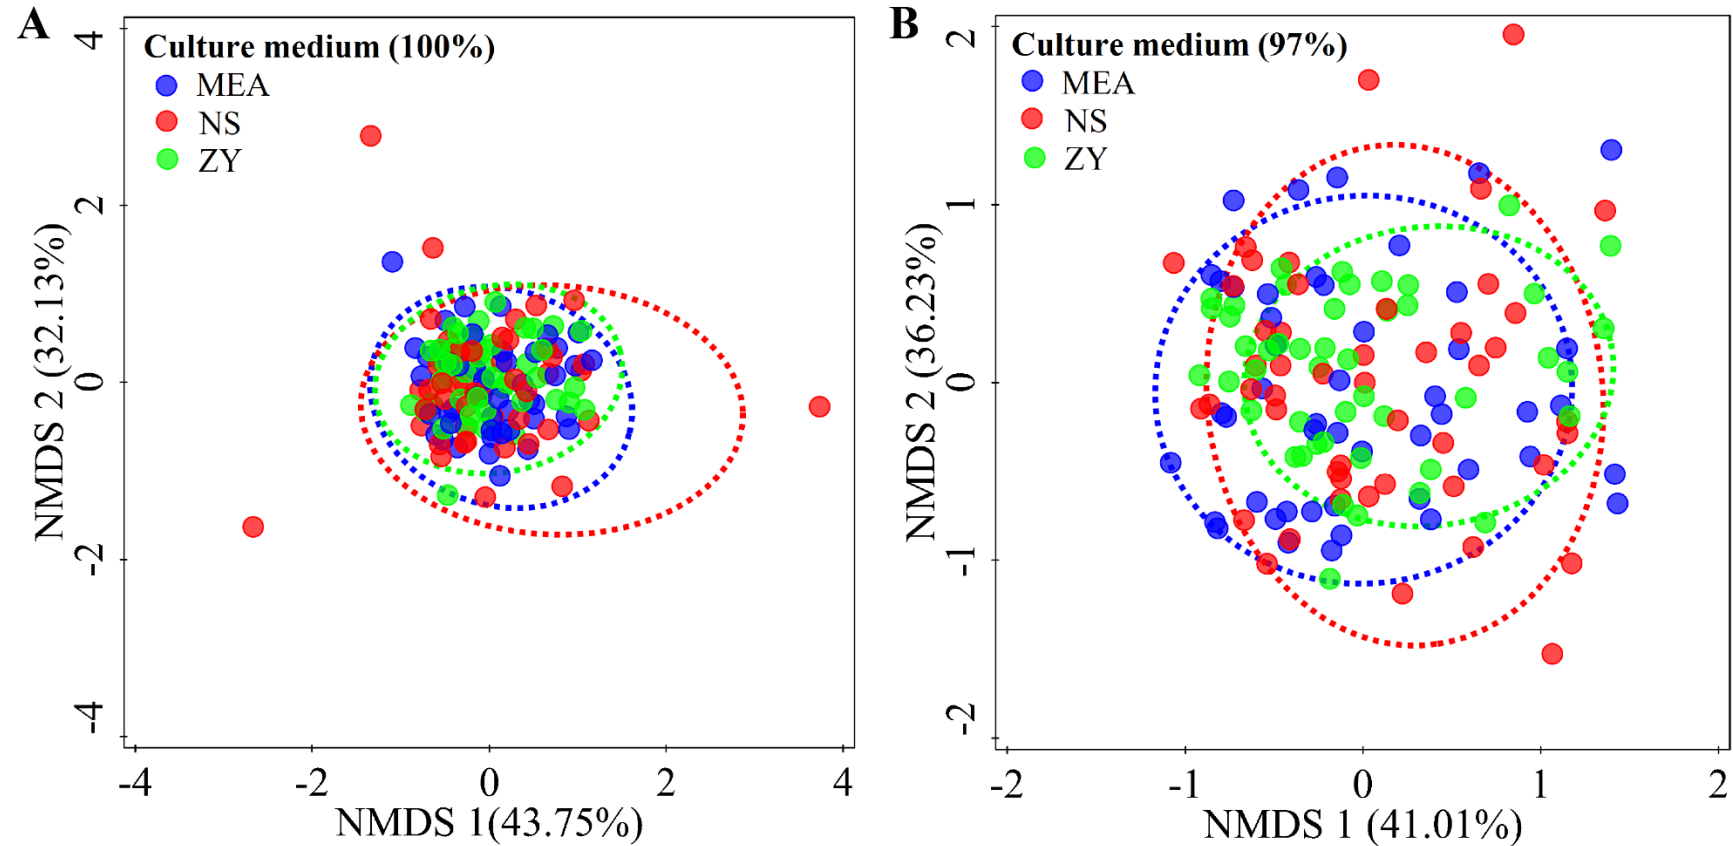 A
Culture medium (100%)
MEA
NS
ZY
4
2
0
-2
-4
NMDS 2 (32.13%)
-4
-2
0
2
4
NMDS 1(43.75%)
B
Culture medium (97%)
MEA
NS
ZY
2
1
0
-1
-2
NMDS 2 (36.23%)
-2
-1
0
1
2
NMDS 1 (41.01%)